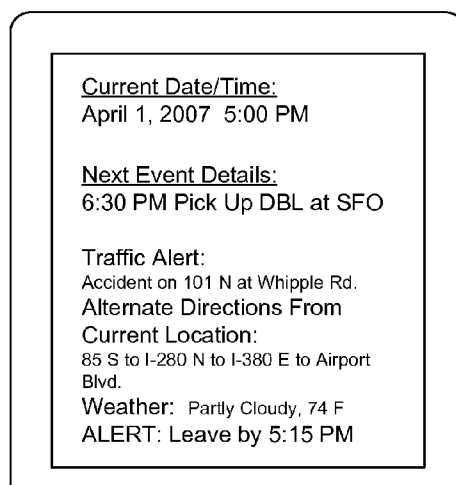 Current Date/Time:
April 1, 2007  5:00 PM
Next Event Details:
6:30 PM Pick Up DBL at SFO
Traffic Alert:
Accident on 101 N at Whipple Rd.
Alternate Directions From
Current Location:
85 S to I-280 N to I-380 E to Airport
Blvd.
Weather:  Partly Cloudy, 74 F
ALERT: Leave by 5:15 PM